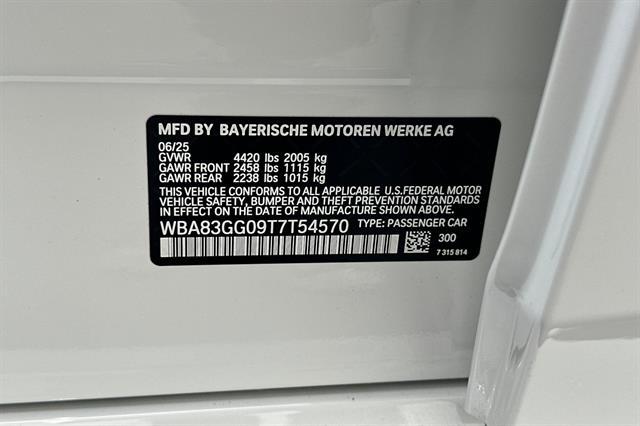 MFD BY BAYERISCHE MOTOREN WERKE AG
06/25
GVWR 4420 lbs 2005 kg
GAWR FRONT 2458 lbs 1115 kg
GAWR REAR 2238 lbs 1015 kg
THIS VEHICLE CONFORMS TO ALL APPLICABLE U.S.FEDERAL MOTOR
VEHICLE SAFETY, BUMPER AND THEFT PREVENTION STANDARDS
IN EFFECT ON THE DATE OF MANUFACTURE SHOWN ABOVE.
WBA83GG09T7T54570 TYPE: PASSENGER CAR
300
7 315 814